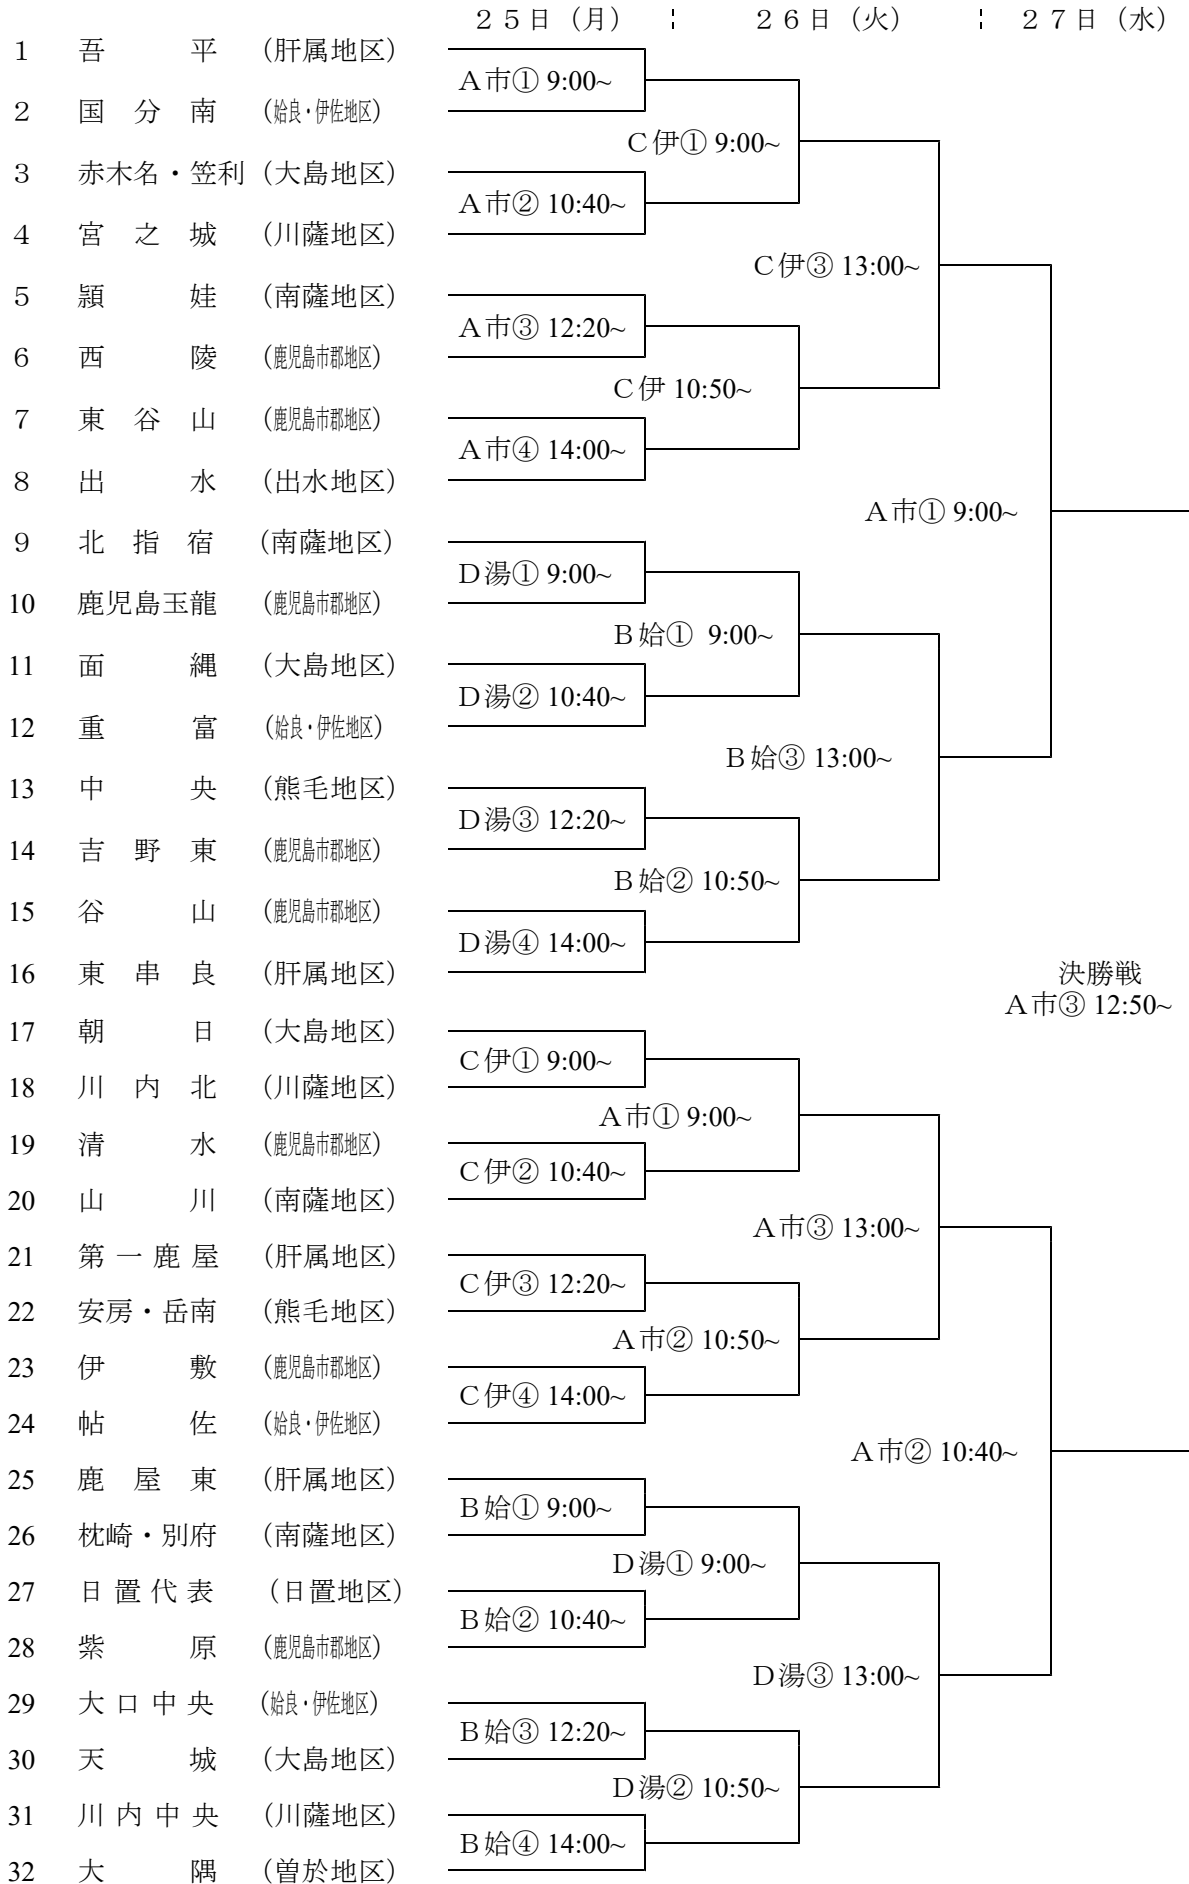 ２５日（月） ２６日（火） ２７日（水）
1 吾平 （肝属地区）
A市① 9:00~
2 国分南 （姶良・伊佐地区）
C伊① 9:00~
3 赤木名・笠利 （大島地区）
A市② 10:40~
4 宮之城 （川薩地区）
C伊③ 13:00~
5 頴娃 （南薩地区）
A市③ 12:20~
6 西陵 （鹿児島市郡地区）
C伊 10:50~
7 東谷山 （鹿児島市郡地区）
A市④ 14:00~
8 出水 （出水地区）
A市① 9:00~
9 北指宿 （南薩地区）
D湯① 9:00~
10 鹿児島玉龍 （鹿児島市郡地区）
B姶① 9:00~
11 面縄 （大島地区）
D湯② 10:40~
12 重富 （姶良・伊佐地区）
B姶③ 13:00~
13 中央 （熊毛地区）
D湯③ 12:20~
14 吉野東 （鹿児島市郡地区）
B姶② 10:50~
15 谷山 （鹿児島市郡地区）
D湯④ 14:00~
16 東串良 （肝属地区）
決勝戦
A市③ 12:50~
17 朝日 （大島地区）
C伊① 9:00~
18 川内北 （川薩地区）
A市① 9:00~
19 清水 （鹿児島市郡地区）
C伊② 10:40~
20 山川 （南薩地区）
A市③ 13:00~
21 第一鹿屋 （肝属地区）
C伊③ 12:20~
22 安房・岳南 （熊毛地区）
A市② 10:50~
23 伊敷 （鹿児島市郡地区）
C伊④ 14:00~
24 帖佐 （姶良・伊佐地区）
A市② 10:40~
25 鹿屋東 （肝属地区）
B姶① 9:00~
26 枕崎・別府 （南薩地区）
D湯① 9:00~
27 日置代表 （日置地区）
B姶② 10:40~
28 紫原 （鹿児島市郡地区）
D湯③ 13:00~
29 大口中央 （姶良・伊佐地区）
B姶③ 12:20~
30 天城 （大島地区）
D湯② 10:50~
31 川内中央 （川薩地区）
B姶④ 14:00~
32 大隅 （曽於地区）